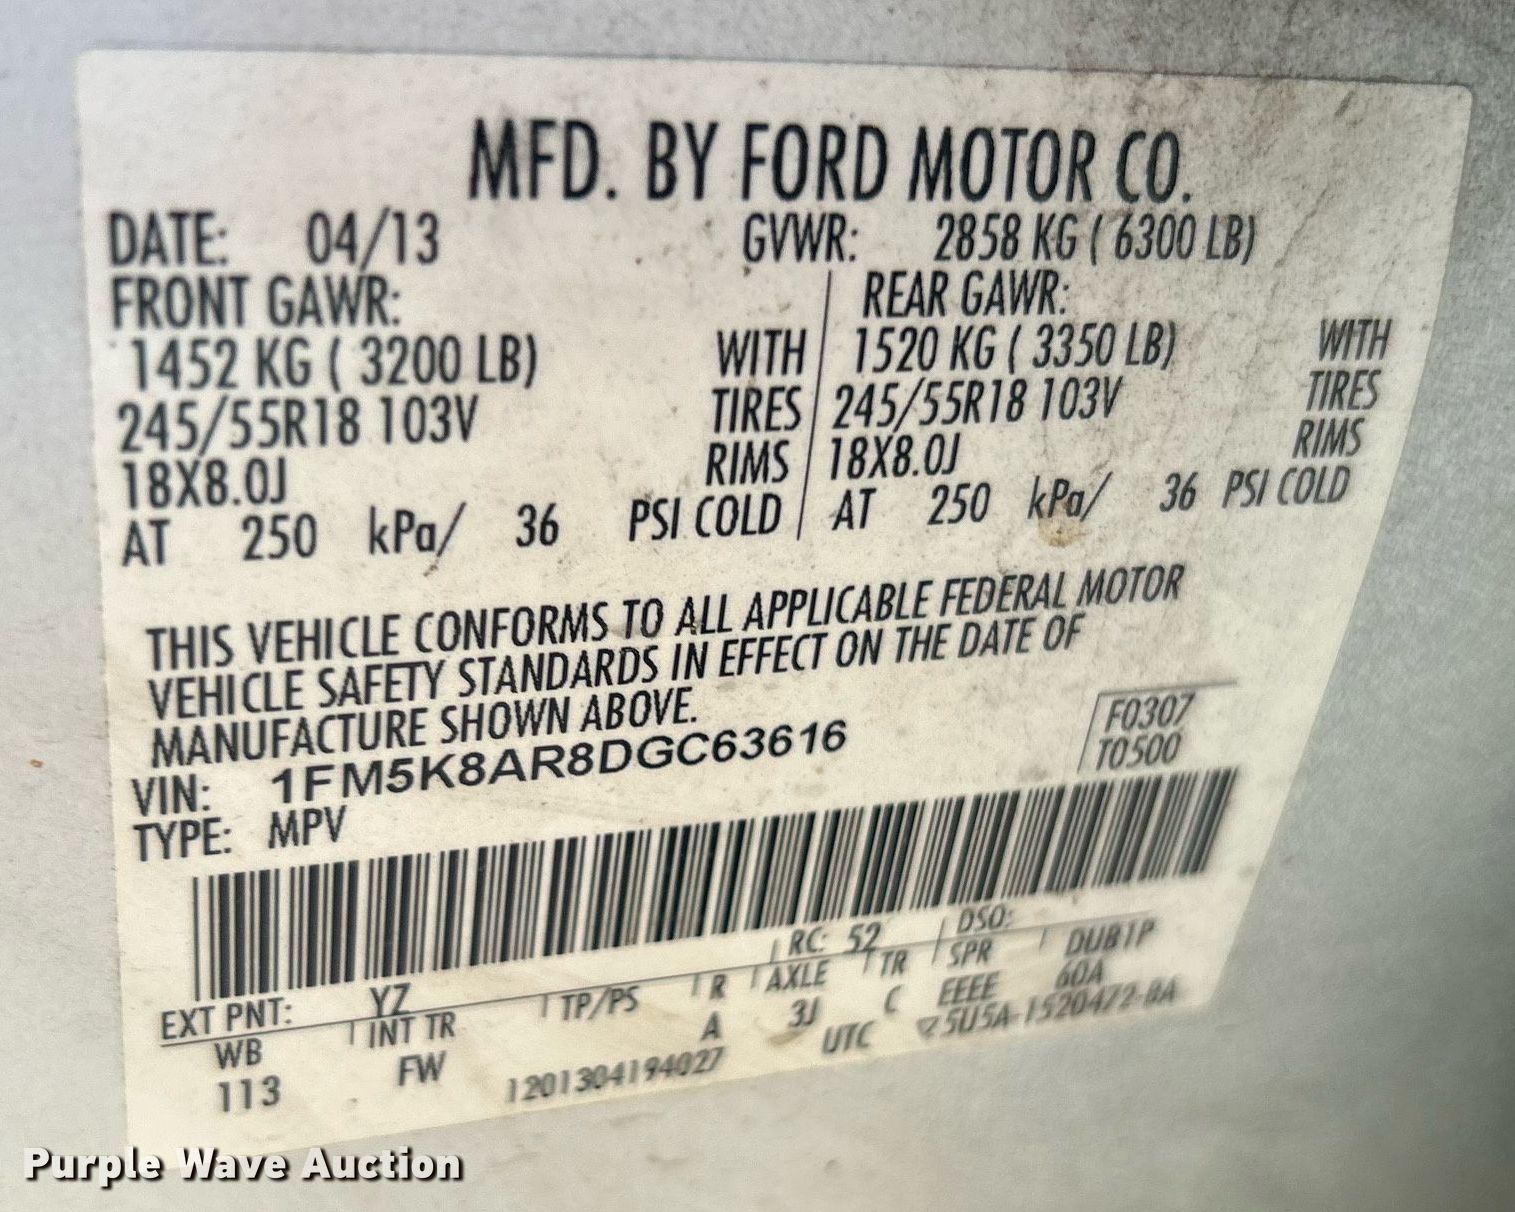 MFD. BY FORD MOTOR CO.
DATE: 04/13 GVWR: 2858 KG ( 6300 LB)
FRONT GAWR: REAR GAWR:
1452 KG ( 3200 LB) WITH 1520 KG ( 3350 LB) WITH
245/55R18 103V TIRES 245/55R18 103V TIRES
18X8.0J RIMS 18X8.0J RIMS
AT 250 kPa/ 36 PSI COLD AT 250 kPa/ 36 PSI COLD
THIS VEHICLE CONFORMS TO ALL APPLICABLE FEDERAL MOTOR
VEHICLE SAFETY STANDARDS IN EFFECT ON THE DATE OF
MANUFACTURE SHOWN ABOVE.
F0307
T0500
VIN: 1FM5K8AR8DGC63616
TYPE: MPV
EXT PNT: YZ RC: 52 DSO:
WB INT TR TP/PS R AXLE TR SPR DUB1P
113 FW A 3J C EEEE 60A
1201304194027 UTC 5U5A-1520472-BA
Purple Wave Auction